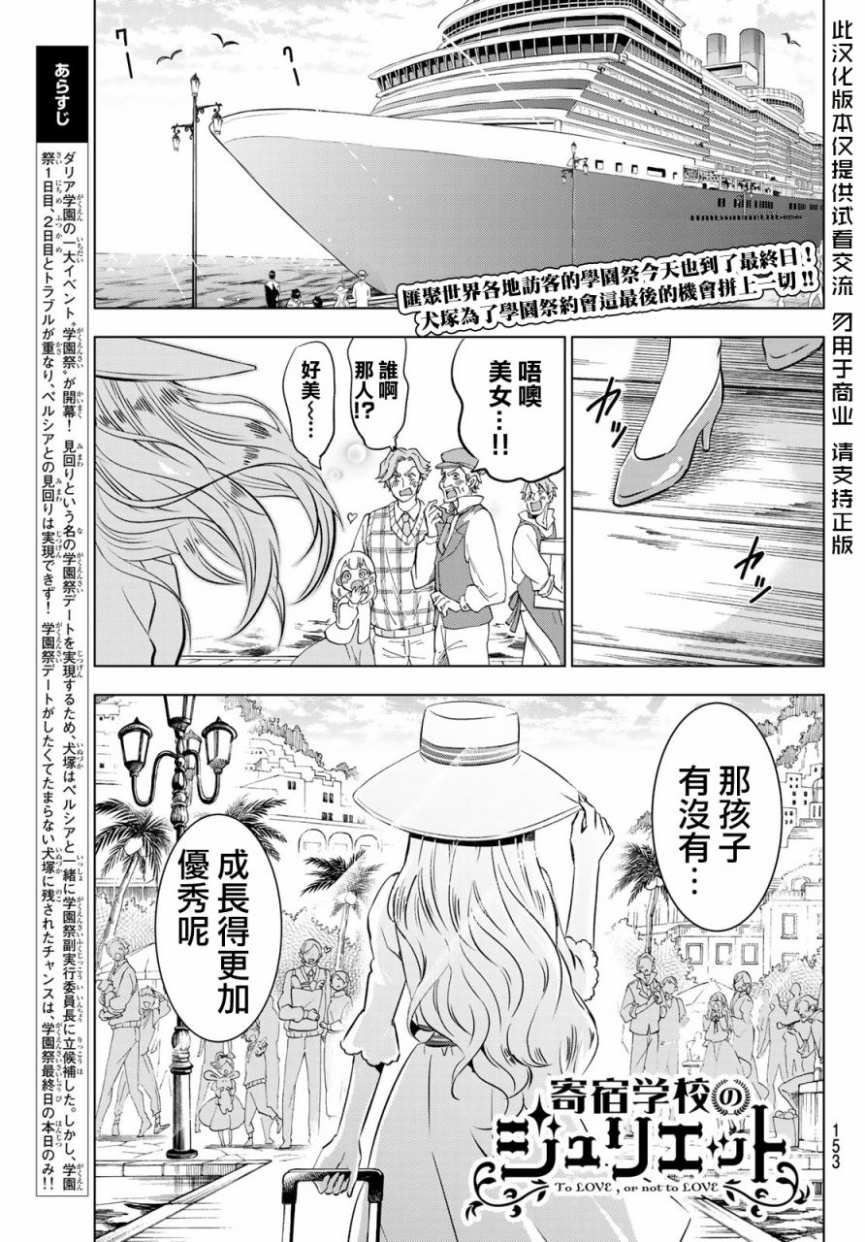 此汉化版本仅提供试看交流 勿用于商业 请支持正版
匯聚世界各地訪客的學園祭今天也到了最終日！
犬塚為了學園祭約會這最後的機會拼上一切!!
唔噢
美女…!!
誰啊
那人!?
好美～…
那孩子
有沒有…
成長得更加
優秀呢
寄宿学校の
ジュリエット
To LOVE , or not to LOVE
あらすじ
ダリア学園の一大イベント〝学園祭〟が開幕！ 見回りという名の学園祭デートを実現するため、犬塚はペルシアと一緒に学園祭副実行委員長に立候補した。しかし、学園
祭1日目、2日目とトラブルが重なり、ペルシアとの見回りは実現できず！ 学園祭デートがしたくてたまらない犬塚に残されたチャンスは、学園祭最終日の本日のみ!!
153